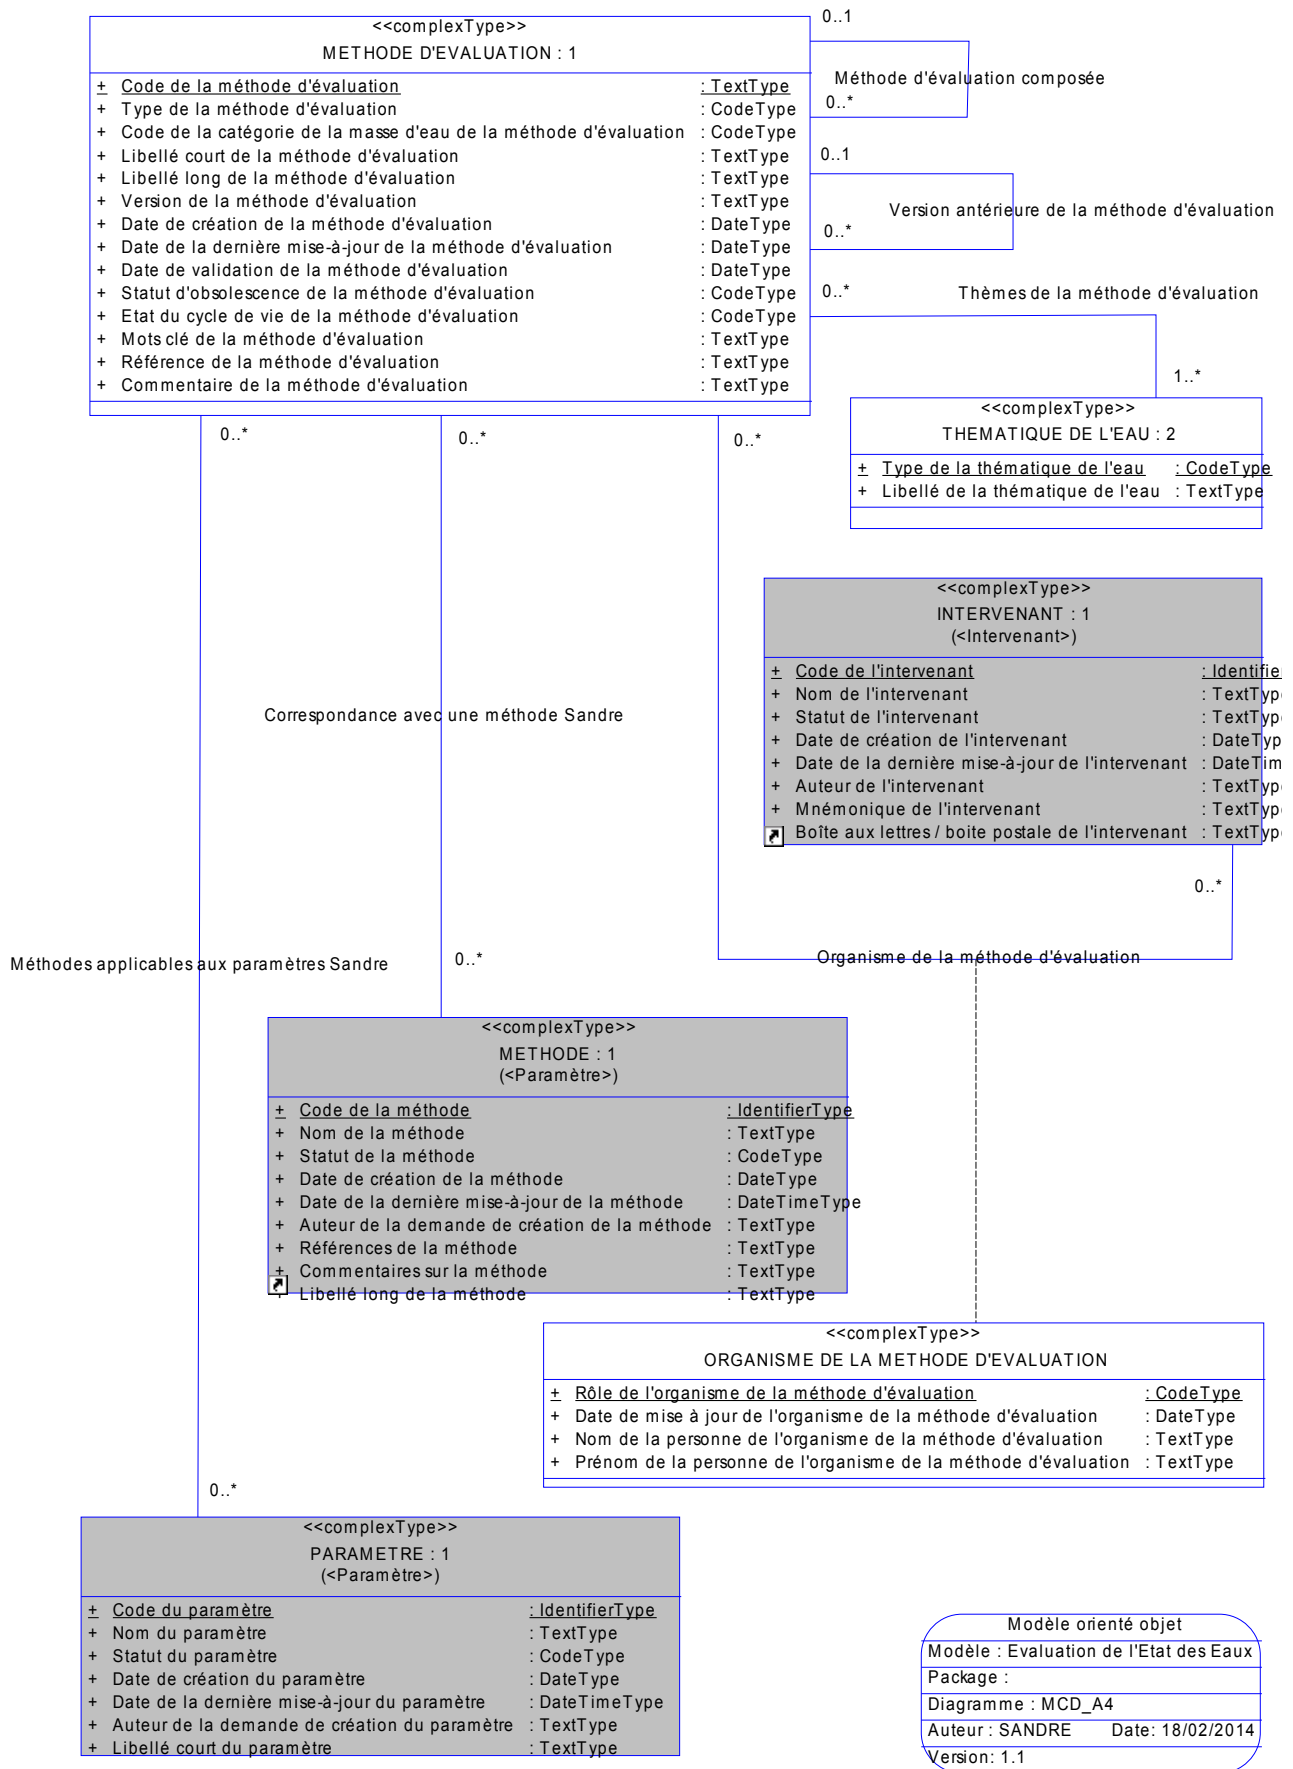 <<complexType>>
METHODE D'EVALUATION : 1
+ Code de la méthode d'évaluation : TextType
+ Type de la méthode d'évaluation : CodeType
+ Code de la catégorie de la masse d'eau de la méthode d'évaluation : CodeType
+ Libellé court de la méthode d'évaluation : TextType
+ Libellé long de la méthode d'évaluation : TextType
+ Version de la méthode d'évaluation : TextType
+ Date de création de la méthode d'évaluation : DateType
+ Date de la dernière mise-à-jour de la méthode d'évaluation : DateType
+ Date de validation de la méthode d'évaluation : DateType
+ Statut d'obsolescence de la méthode d'évaluation : CodeType
+ Etat du cycle de vie de la méthode d'évaluation : CodeType
+ Mots clé de la méthode d'évaluation : TextType
+ Référence de la méthode d'évaluation : TextType
+ Commentaire de la méthode d'évaluation : TextType
0..1
Méthode d'évaluation composée
0..*
0..1
Version antérieure de la méthode d'évaluation
0..*
0..* Thèmes de la méthode d'évaluation
1..*
<<complexType>>
THEMATIQUE DE L'EAU : 2
+ Type de la thématique de l'eau : CodeType
+ Libellé de la thématique de l'eau : TextType
0..* 0..* 0..*
<<complexType>>
INTERVENANT : 1
(<Intervenant>)
+ Code de l'intervenant : Identifie
+ Nom de l'intervenant : TextTyp
+ Statut de l'intervenant : TextTyp
+ Date de création de l'intervenant : DateTyp
+ Date de la dernière mise-à-jour de l'intervenant : DateTim
+ Auteur de l'intervenant : TextTyp
+ Mnémonique de l'intervenant : TextTyp
Boîte aux lettres / boite postale de l'intervenant : TextTyp
Correspondance avec une méthode Sandre
0..*
Organisme de la méthode d'évaluation
Méthodes applicables aux paramètres Sandre
0..*
<<complexType>>
METHODE : 1
(<Paramètre>)
+ Code de la méthode : IdentifierType
+ Nom de la méthode : TextType
+ Statut de la méthode : CodeType
+ Date de création de la méthode : DateType
+ Date de la dernière mise-à-jour de la méthode : DateTimeType
+ Auteur de la demande de création de la méthode : TextType
+ Références de la méthode : TextType
+ Commentaires sur la méthode : TextType
+ Libellé long de la méthode : TextType
<<complexType>>
ORGANISME DE LA METHODE D'EVALUATION
+ Rôle de l'organisme de la méthode d'évaluation : CodeType
+ Date de mise à jour de l'organisme de la méthode d'évaluation : DateType
+ Nom de la personne de l'organisme de la méthode d'évaluation : TextType
+ Prénom de la personne de l'organisme de la méthode d'évaluation : TextType
0..*
<<complexType>>
PARAMETRE : 1
(<Paramètre>)
+ Code du paramètre : IdentifierType
+ Nom du paramètre : TextType
+ Statut du paramètre : CodeType
+ Date de création du paramètre : DateType
+ Date de la dernière mise-à-jour du paramètre : DateTimeType
+ Auteur de la demande de création du paramètre : TextType
+ Libellé court du paramètre : TextType
Modèle orienté objet
Modèle : Evaluation de l'Etat des Eaux
Package :
Diagramme : MCD_A4
Auteur : SANDRE Date: 18/02/2014
Version: 1.1